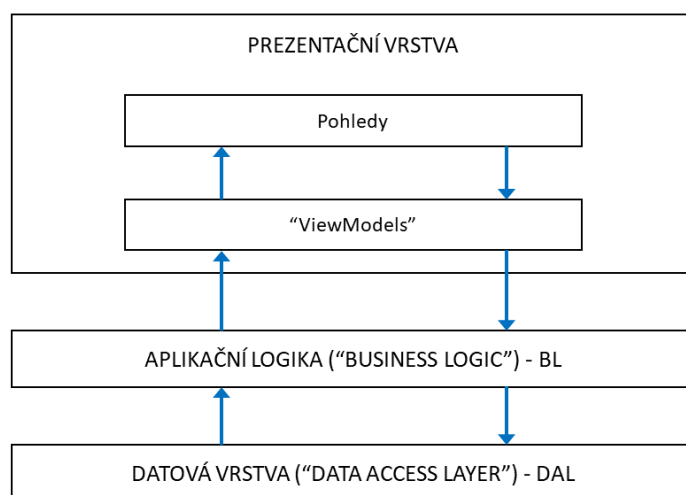 PREZENTAČNÍ VRSTVA
Pohledy
“ViewModels”
APLIKAČNÍ LOGIKA (“BUSINESS LOGIC”) - BL
DATOVÁ VRSTVA (“DATA ACCESS LAYER”) - DAL